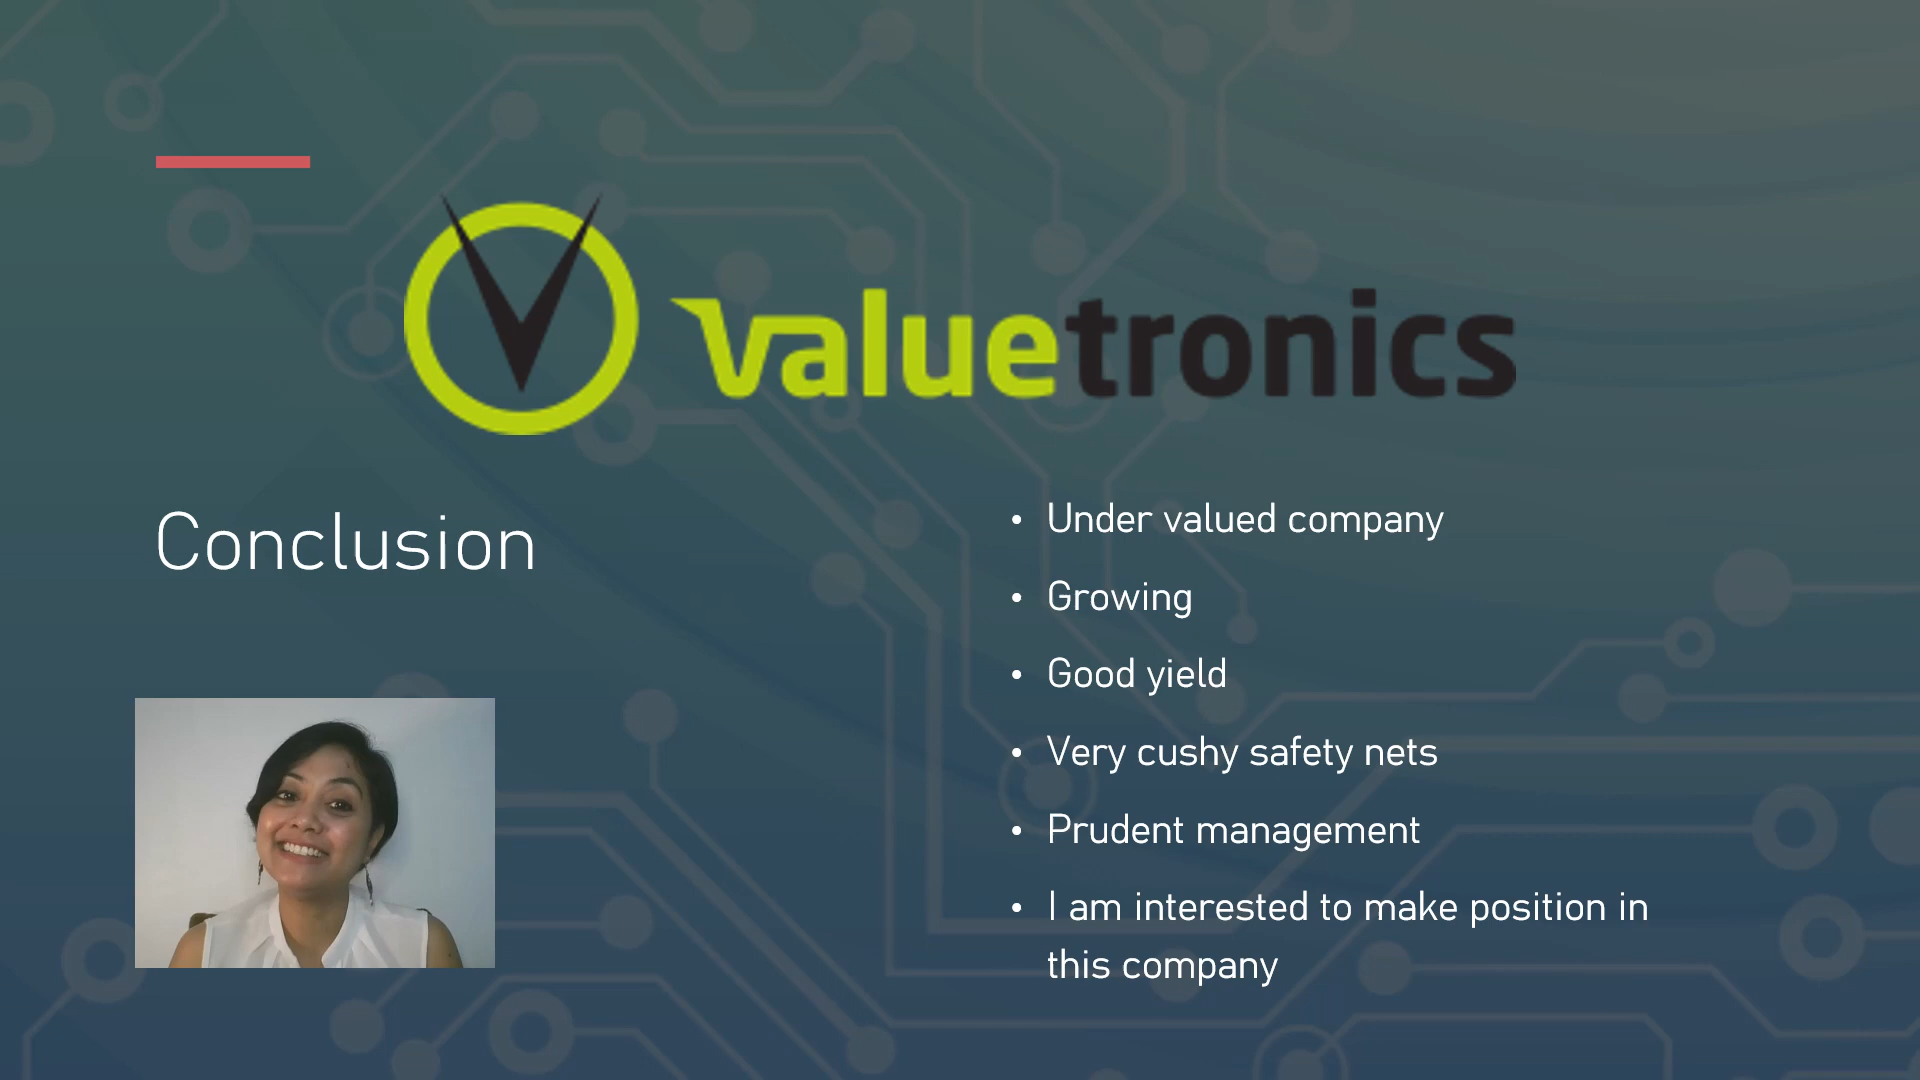 valuetronics
Conclusion
• Under valued company
• Growing
• Good yield
• Very cushy safety nets
• Prudent management
• I am interested to make position in
this company